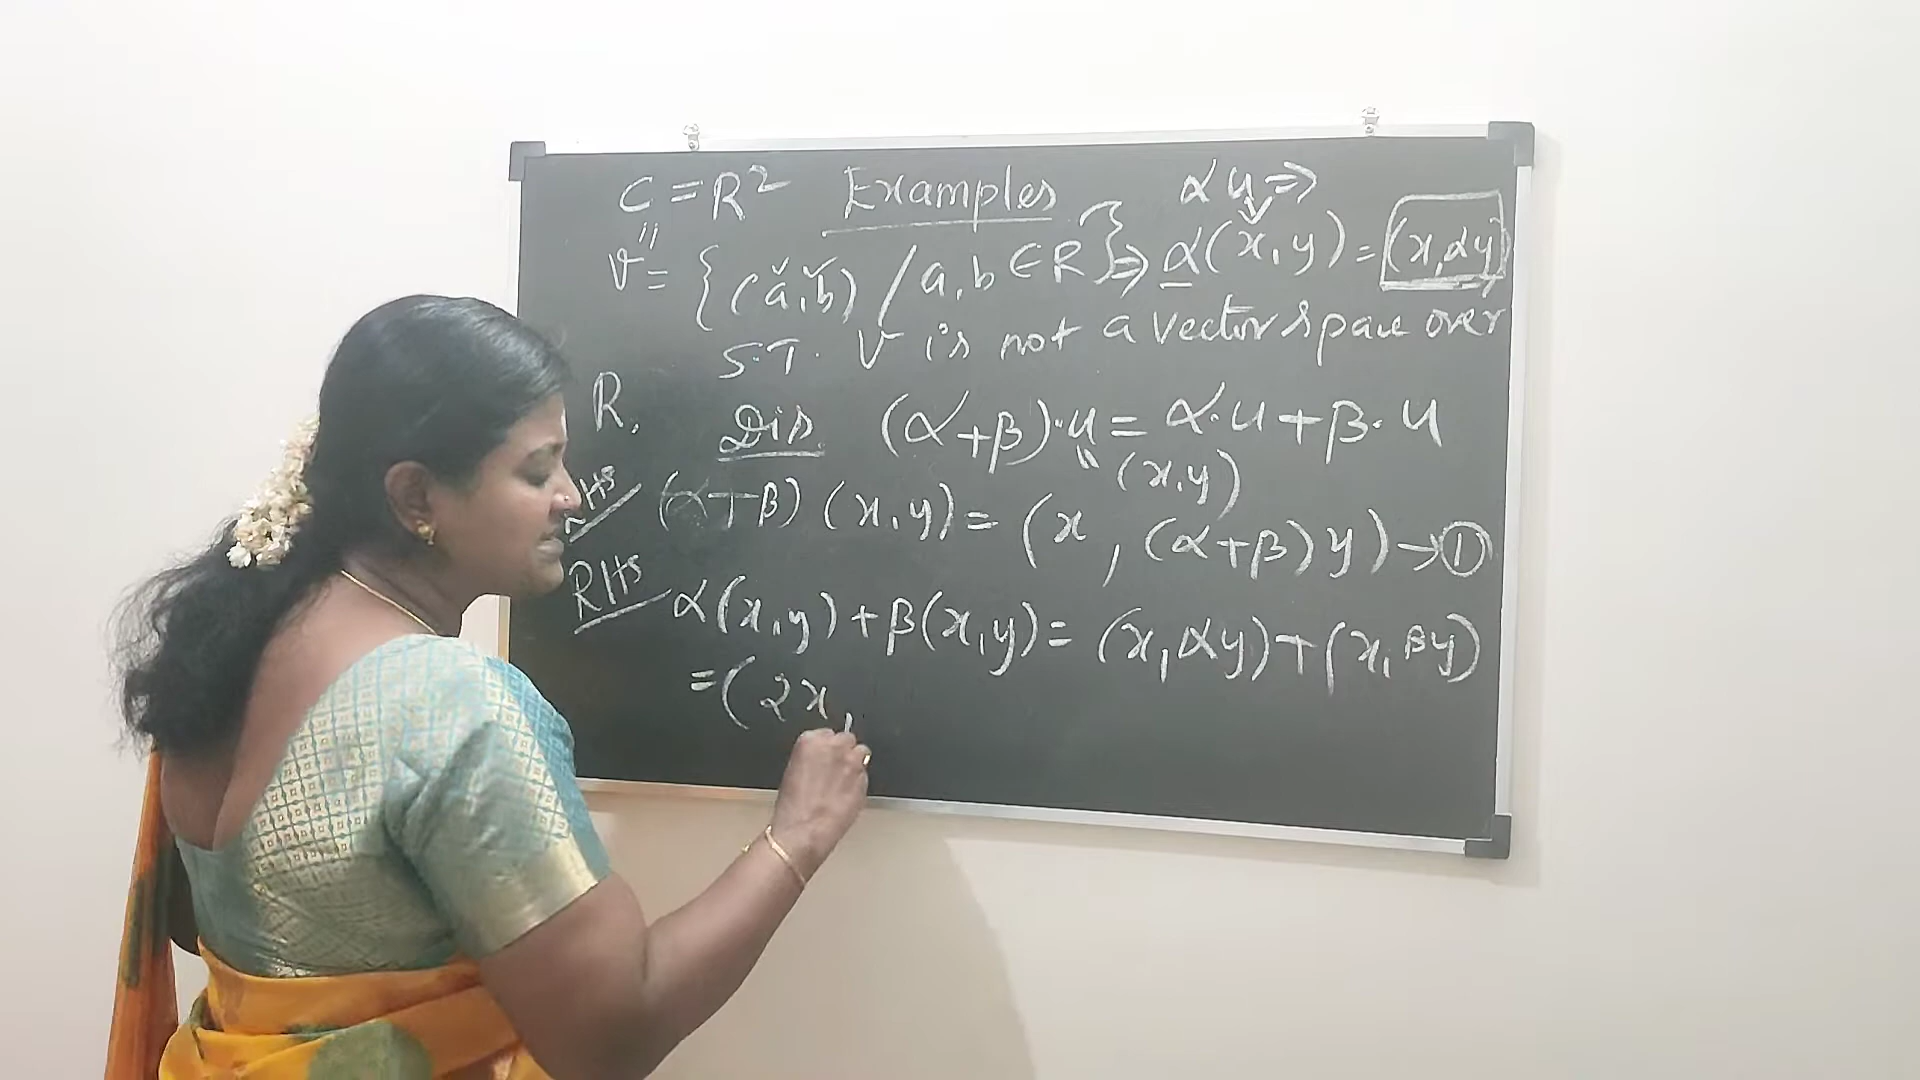 C = R² Examples αu ⇒
V = {(a, b) / a, b ∈ R} ⇒ α(x, y) = (x, αy)
S.T. V is not a vector space over
R. Dis. (α+β)·u = α·u + β·u
(x, y)
LHS (α+β)(x, y) = (x, (α+β)y) → ①
RHS α(x, y) + β(x, y) = (x, αy) + (x, βy)
= (2x,